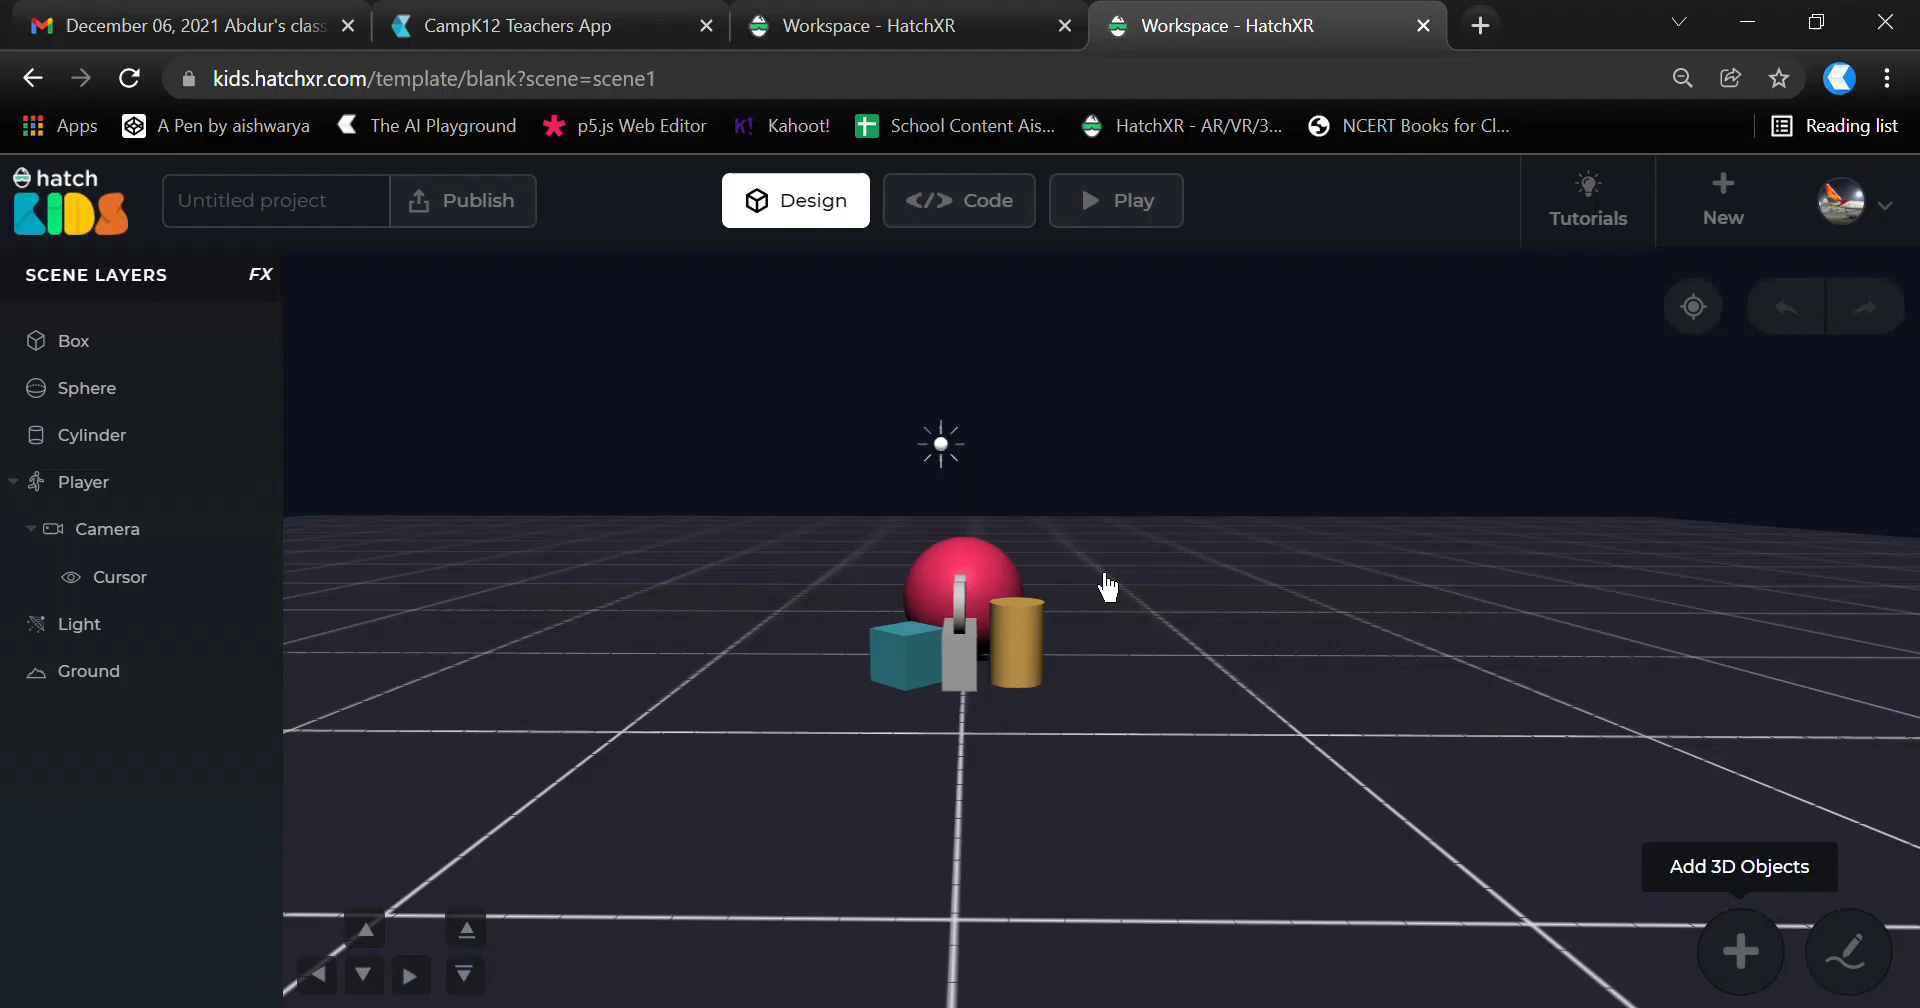 December 06, 2021 Abdur's class
CampK12 Teachers App
Workspace - HatchXR
Workspace - HatchXR
kids.hatchxr.com/template/blank?scene=scene1
Apps
A Pen by aishwarya
The AI Playground
p5.js Web Editor
K! Kahoot!
School Content Ais...
HatchXR - AR/VR/3...
NCERT Books for Cl...
Reading list
hatch
KIDS
Untitled project
Publish
Design
</> Code
Play
Tutorials
New
SCENE LAYERS
FX
Box
Sphere
Cylinder
Player
Camera
Cursor
Light
Ground
Add 3D Objects